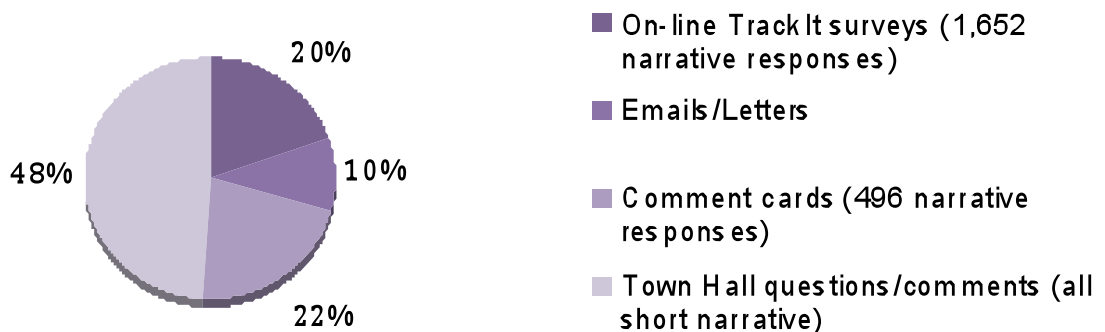 20%
10%
48%
22%
On-line TrackIt surveys (1,652
narrative responses)
Emails/Letters
Comment cards (496 narrative
responses)
Town Hall questions/comments (all
short narrative)